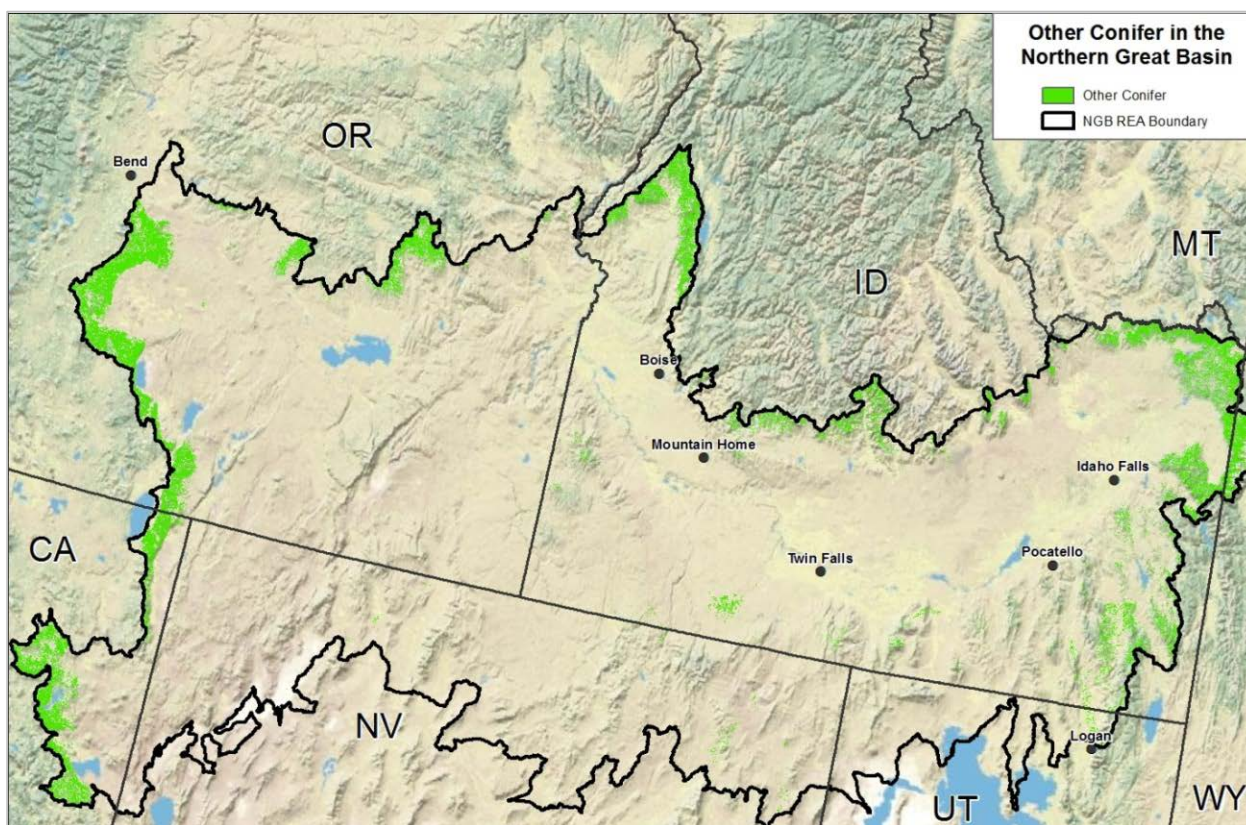 Other Conifer in the
Northern Great Basin
Other Conifer
NGB REA Boundary
OR
Bend
MT
ID
Boise
Mountain Home
Idaho Falls
CA
Twin Falls
Pocatello
NV
Logan
UT
WY